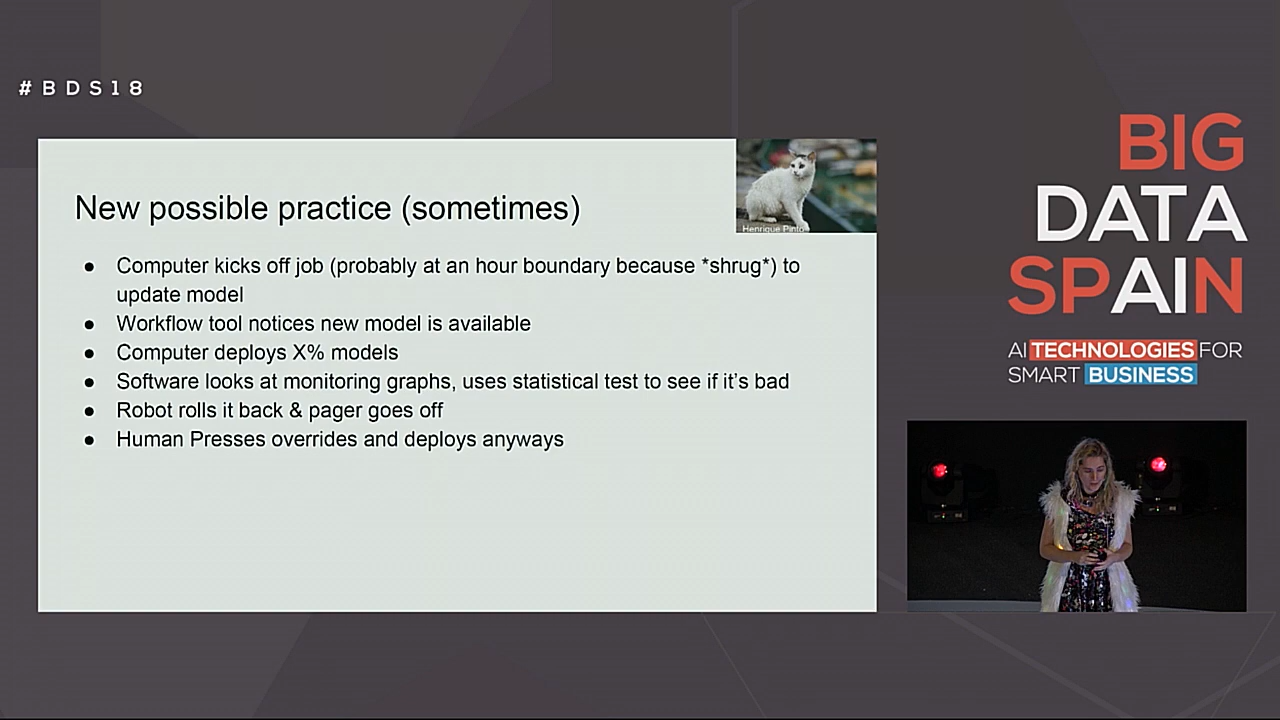 #BDS18
New possible practice (sometimes)
Henrique Pinto
● Computer kicks off job (probably at an hour boundary because *shrug*) to
update model
● Workflow tool notices new model is available
● Computer deploys X% models
● Software looks at monitoring graphs, uses statistical test to see if it's bad
● Robot rolls it back & pager goes off
● Human Presses overrides and deploys anyways
BIG
DATA
SPAIN
AI TECHNOLOGIES FOR
SMART BUSINESS